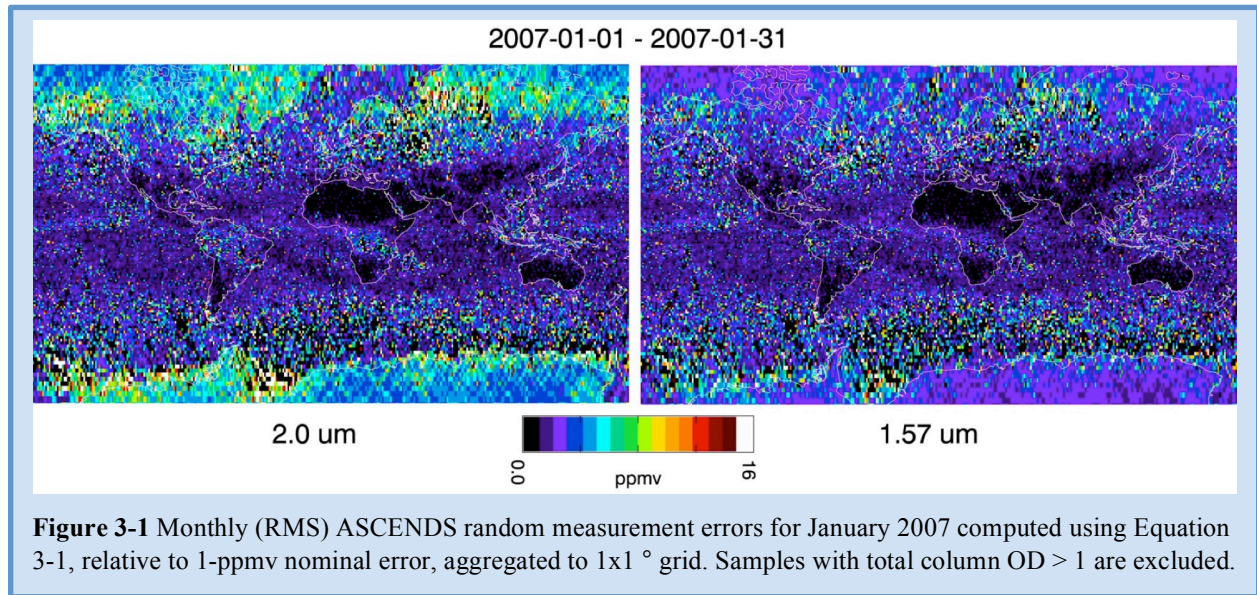 2007-01-01 - 2007-01-31
2.0 um
0.0
ppmv
16
1.57 um
Figure 3-1 Monthly (RMS) ASCENDS random measurement errors for January 2007 computed using Equation
3-1, relative to 1-ppmv nominal error, aggregated to 1x1 ° grid. Samples with total column OD > 1 are excluded.